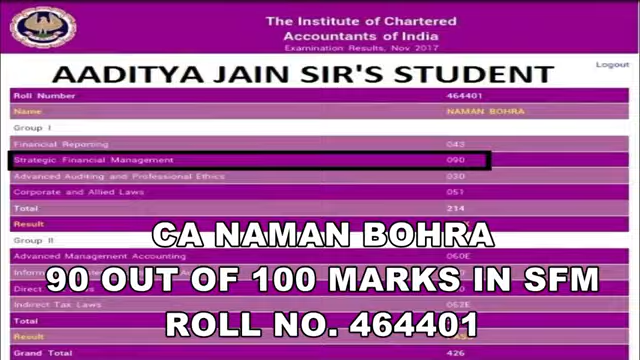 The Institute of Chartered
Accountants of India
Examination Results, Nov 2017
Logout
AADITYA JAIN SIR'S STUDENT
Roll Number 464401
Name NAMAN BOHRA
Group I
Financial Reporting 043
Strategic Financial Management 090
Advanced Auditing and Professional Ethics 030
Corporate and Allied Laws 051
Total 214
Result
CA NAMAN BOHRA
Group II
Advanced Management Accounting 060E
90 OUT OF 100 MARKS IN SFM
Direct
Indirect Tax Laws
ROLL NO. 464401
Total
Result
Grand Total 426